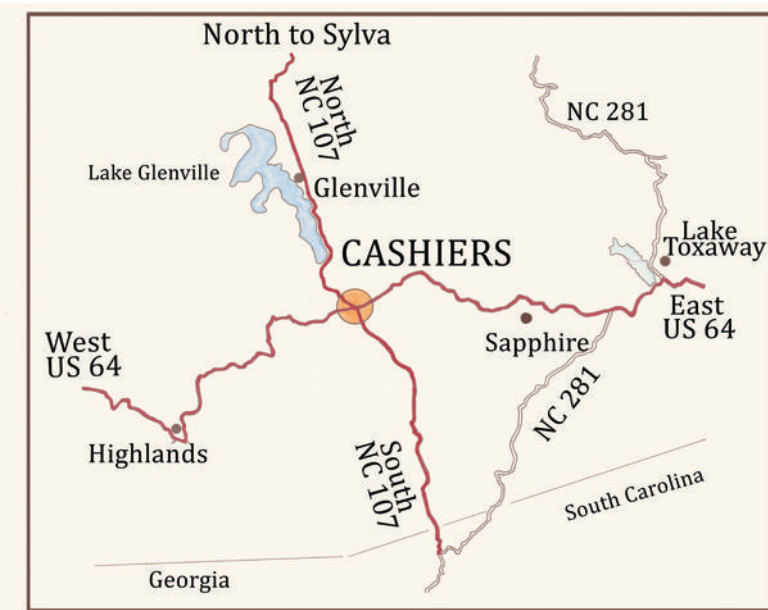 North to Sylva
North
NC 107
NC 281
Lake Glenville
Glenville
CASHIERS
Lake
Toxaway
East
US 64
Sapphire
West
US 64
NC 281
Highlands
South
NC 107
South Carolina
Georgia